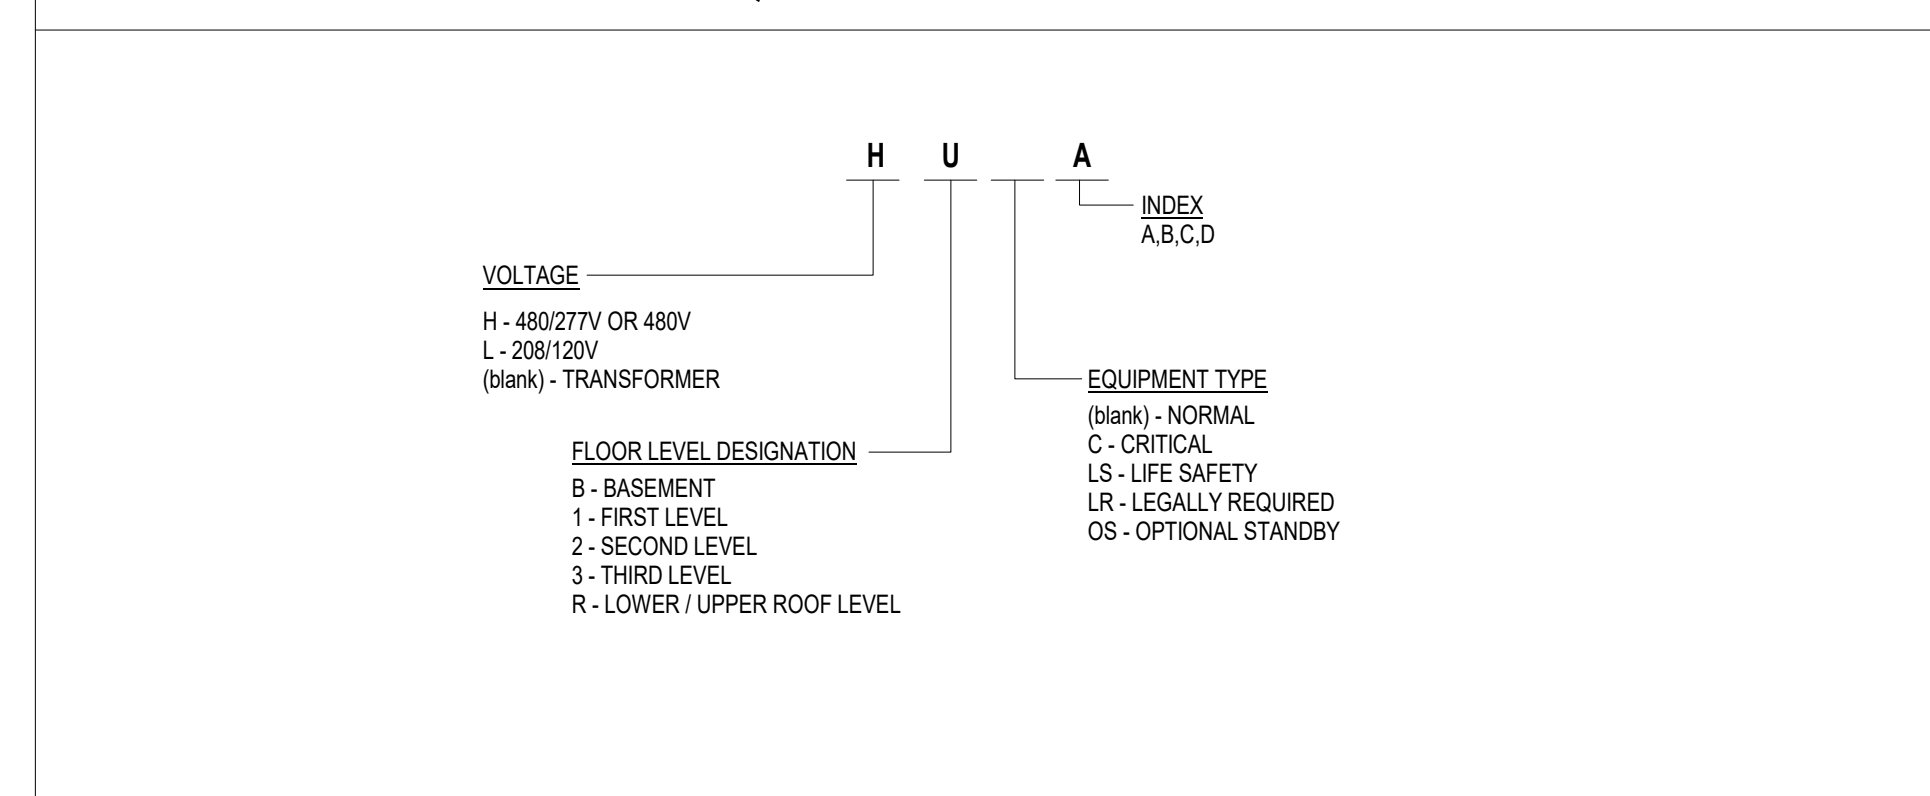 H U A
INDEX
A,B,C,D
VOLTAGE
H - 480/277V OR 480V
L - 208/120V
(blank) - TRANSFORMER
EQUIPMENT TYPE
(blank) - NORMAL
C - CRITICAL
LS - LIFE SAFETY
LR - LEGALLY REQUIRED
OS - OPTIONAL STANDBY
FLOOR LEVEL DESIGNATION
B - BASEMENT
1 - FIRST LEVEL
2 - SECOND LEVEL
3 - THIRD LEVEL
R - LOWER / UPPER ROOF LEVEL